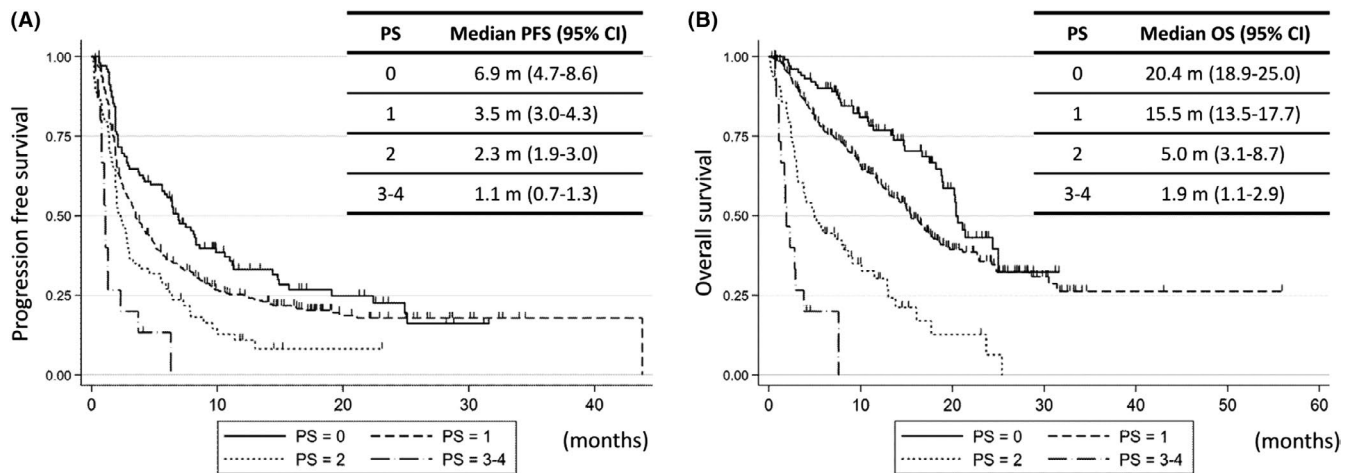 (A)
PS Median PFS (95% CI)
0 6.9 m (4.7-8.6)
1 3.5 m (3.0-4.3)
2 2.3 m (1.9-3.0)
3-4 1.1 m (0.7-1.3)
Progression free survival
1.00
0.75
0.50
0.25
0.00
0 10 20 30 40
(months)
PS = 0 PS = 1
PS = 2 PS = 3-4
(B)
PS Median OS (95% CI)
0 20.4 m (18.9-25.0)
1 15.5 m (13.5-17.7)
2 5.0 m (3.1-8.7)
3-4 1.9 m (1.1-2.9)
Overall survival
1.00
0.75
0.50
0.25
0.00
0 10 20 30 40 50 60
(months)
PS = 0 PS = 1
PS = 2 PS = 3-4